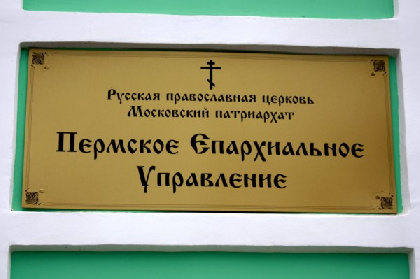 Русская православная церковь
Московский патриархат
Пермское Епархиальное
Управление